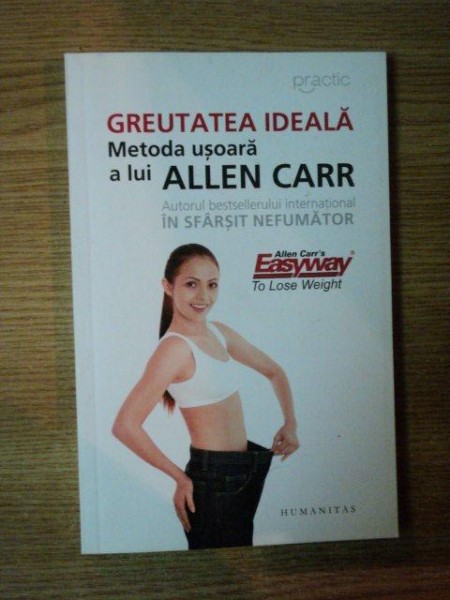 practic
GREUTATEA IDEALĂ
Metoda ușoară
a lui ALLEN CARR
Autorul bestsellerului internațional
ÎN SFÂRȘIT NEFUMĂTOR
Allen Carr's
Easyway®
To Lose Weight
HUMANITAS